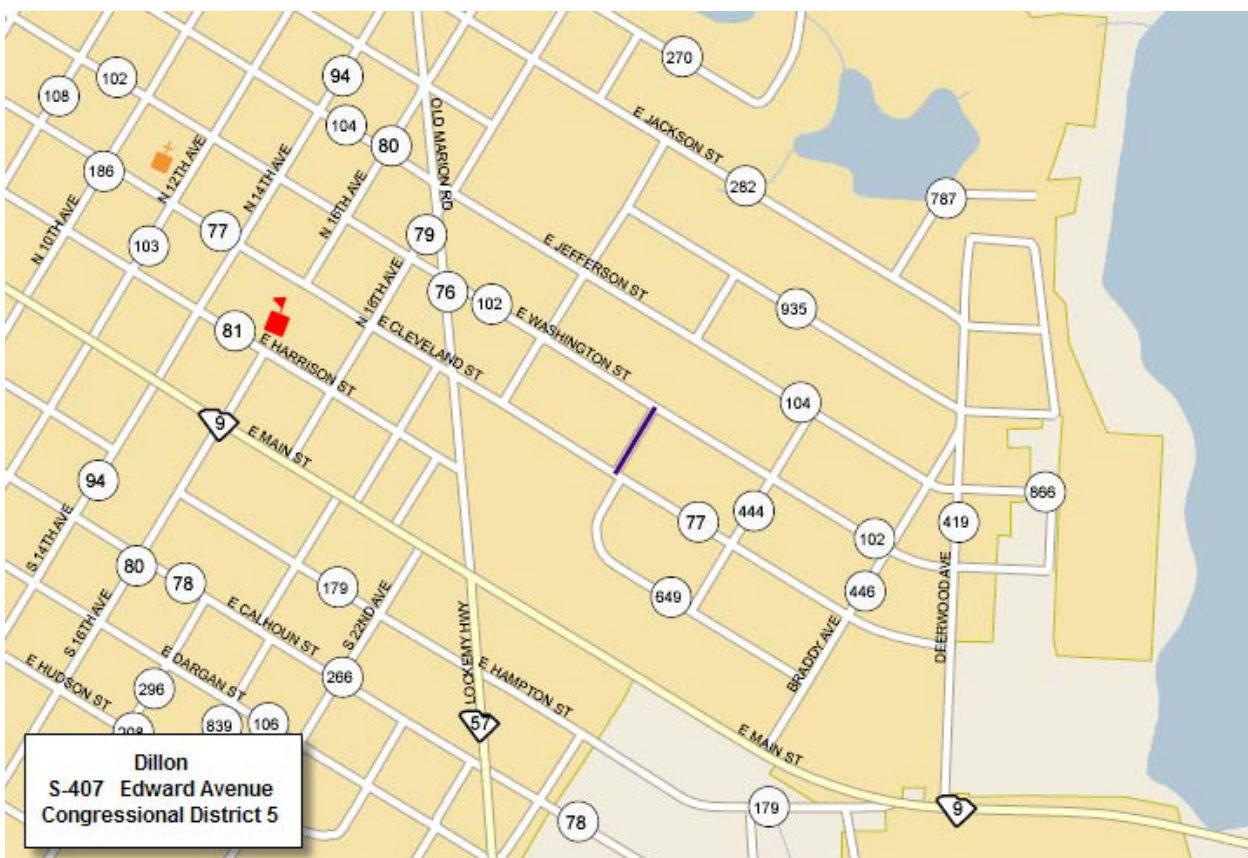 270
102
94
108
104
OLD MARION RD
E JACKSON ST
80
N 12TH AVE
N 14TH AVE
186
282
787
N 16TH AVE
N 10TH AVE
103
77
79
E JEFFERSON ST
N 18TH AVE
76
102
935
E WASHINGTON ST
81
E CLEVELAND ST
E HARRISON ST
104
9
E MAIN ST
94
866
444
77
419
102
S 14TH AVE
80
78
179
446
649
DEERWOOD AVE
E CALHOUN ST
S 22ND AVE
S 16TH AVE
BRADDY AVE
LOCKEMY HWY
E HAMPTON ST
E DARGAN ST
E HUDSON ST
266
296
839
106
57
E MAIN ST
179
9
78
Dillon
S-407 Edward Avenue
Congressional District 5